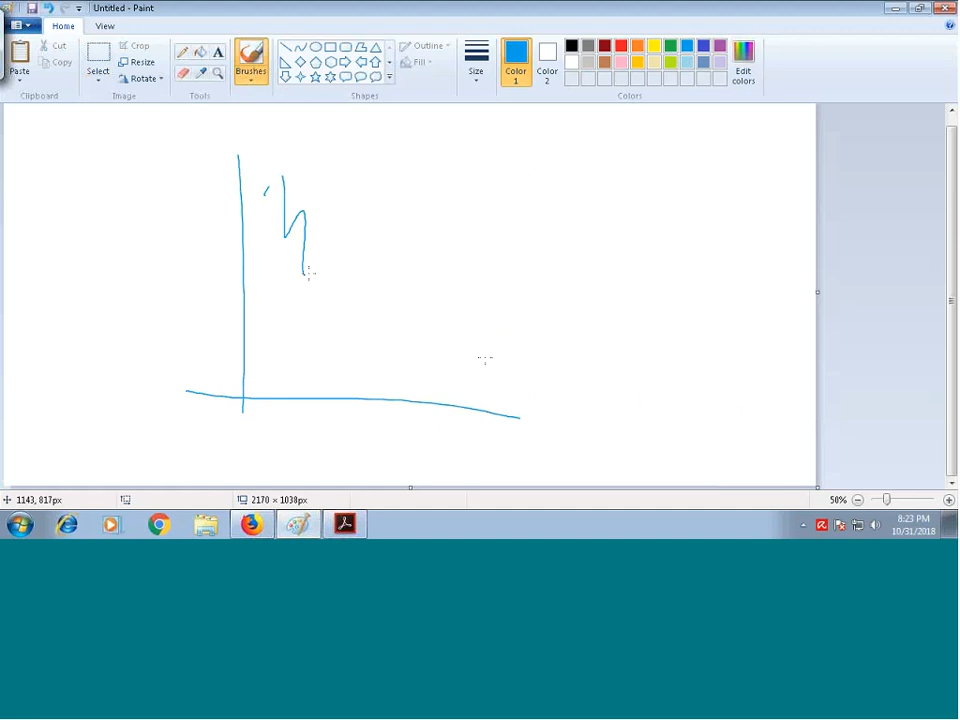 Untitled - Paint
Home View
Paste
Cut
Copy
Clipboard
Select
Crop
Resize
Rotate
Image
Tools
Brushes
Shapes
Outline
Fill
Size
Color 1
Color 2
Edit colors
Colors
1143, 817px
2170 × 1038px
50%
8:23 PM
10/31/2018